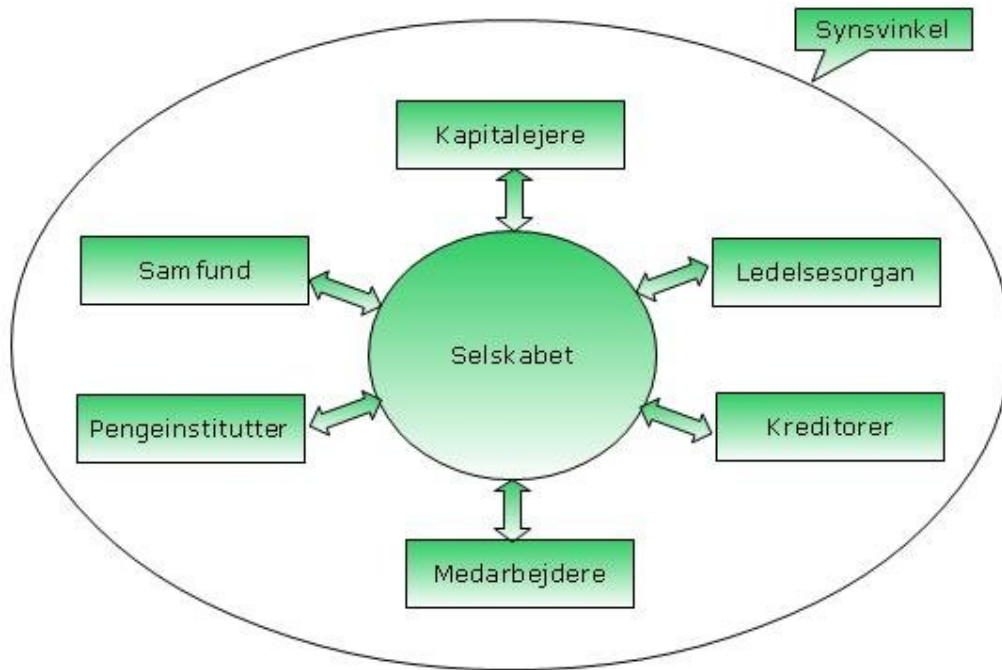 Synsvinkel
Kapitalejere
Samfund
Ledelsesorgan
Selskabet
Pengeinstitutter
Kreditorer
Medarbejdere